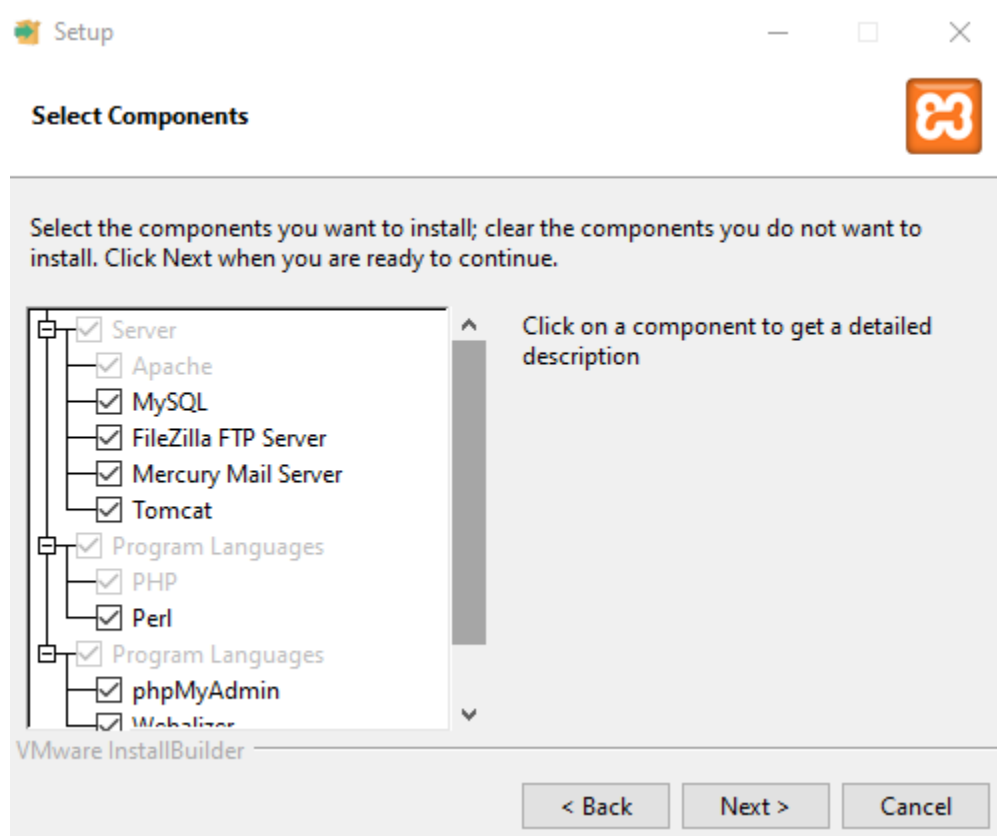 Setup
Select Components
Select the components you want to install; clear the components you do not want to
install. Click Next when you are ready to continue.
Server
Apache
MySQL
FileZilla FTP Server
Mercury Mail Server
Tomcat
Program Languages
PHP
Perl
Program Languages
phpMyAdmin
Webalizer
Click on a component to get a detailed
description
VMware InstallBuilder
< Back
Next >
Cancel